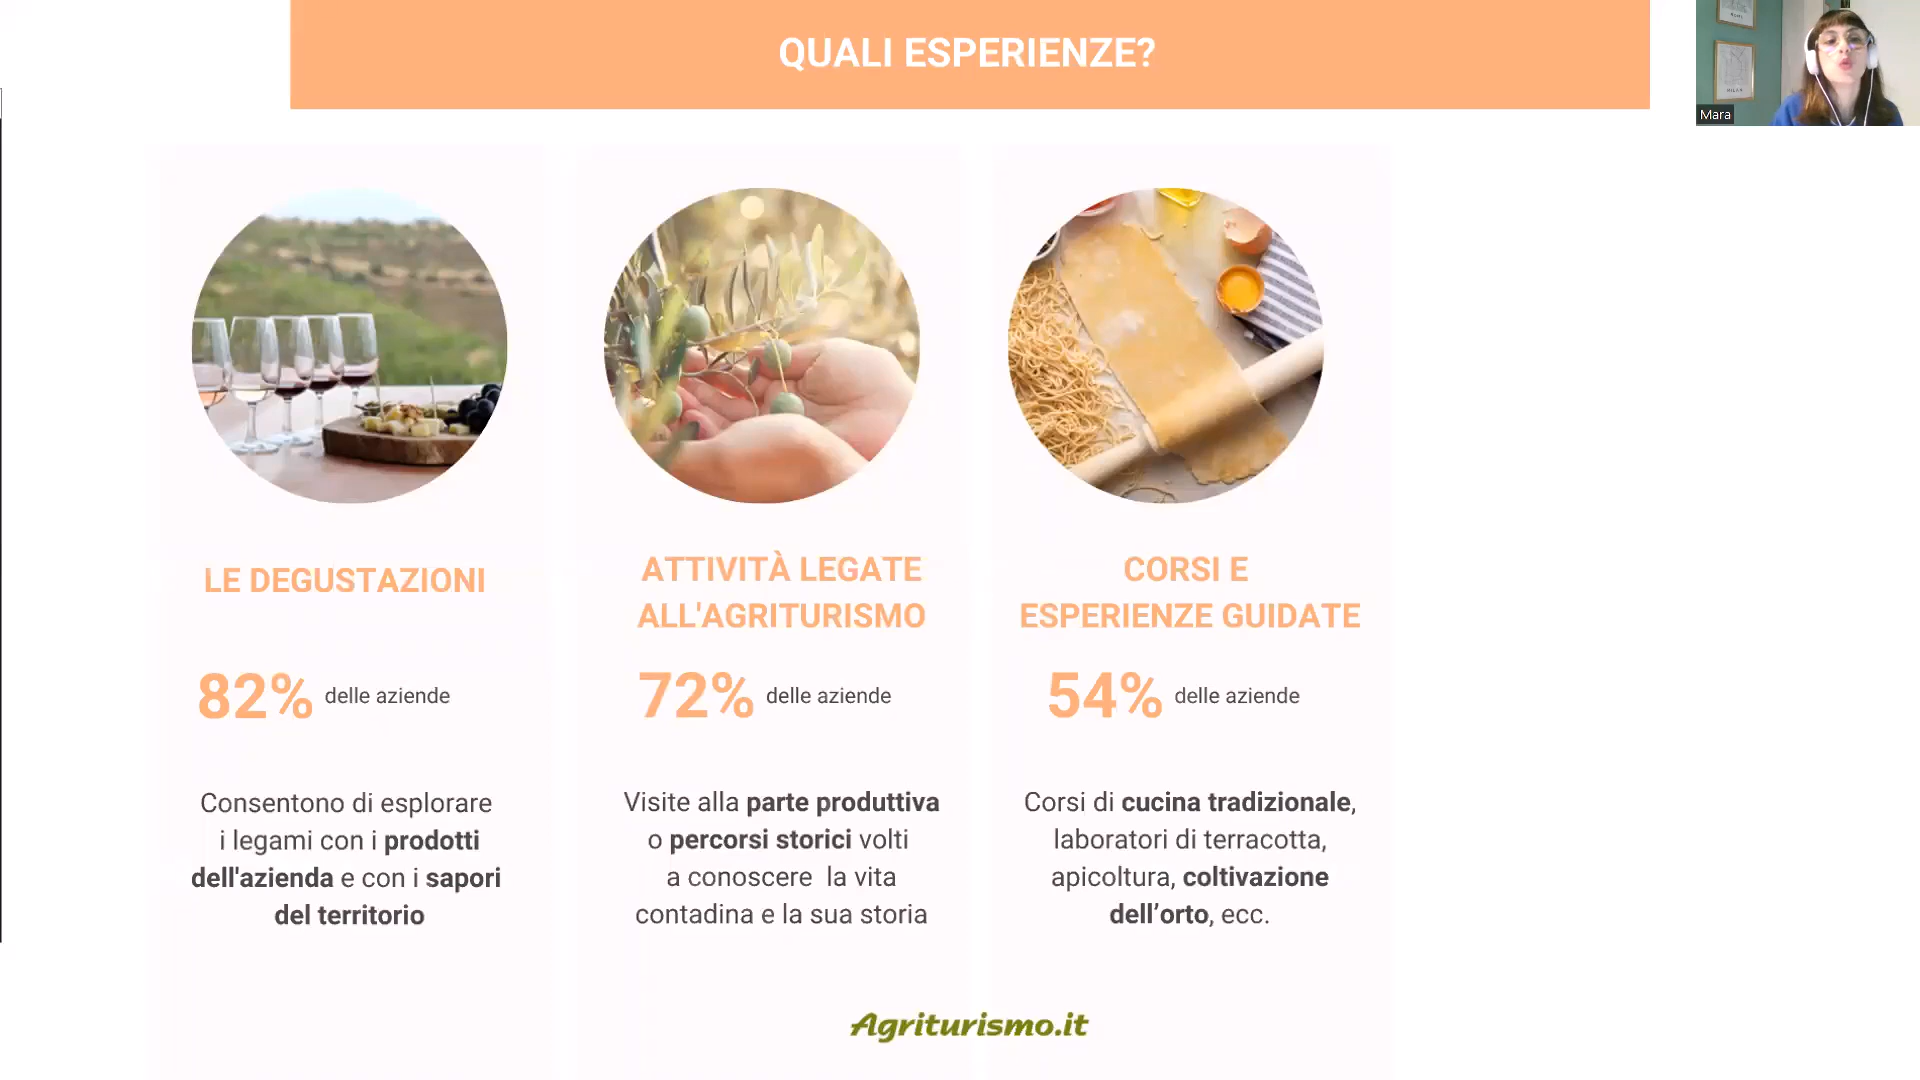 QUALI ESPERIENZE?
Mara
LE DEGUSTAZIONI
82% delle aziende
Consentono di esplorare
i legami con i prodotti
dell'azienda e con i sapori
del territorio
ATTIVITÀ LEGATE
ALL'AGRITURISMO
72% delle aziende
Visite alla parte produttiva
o percorsi storici volti
a conoscere la vita
contadina e la sua storia
CORSI E
ESPERIENZE GUIDATE
54% delle aziende
Corsi di cucina tradizionale,
laboratori di terracotta,
apicoltura, coltivazione
dell’orto, ecc.
Agriturismo.it